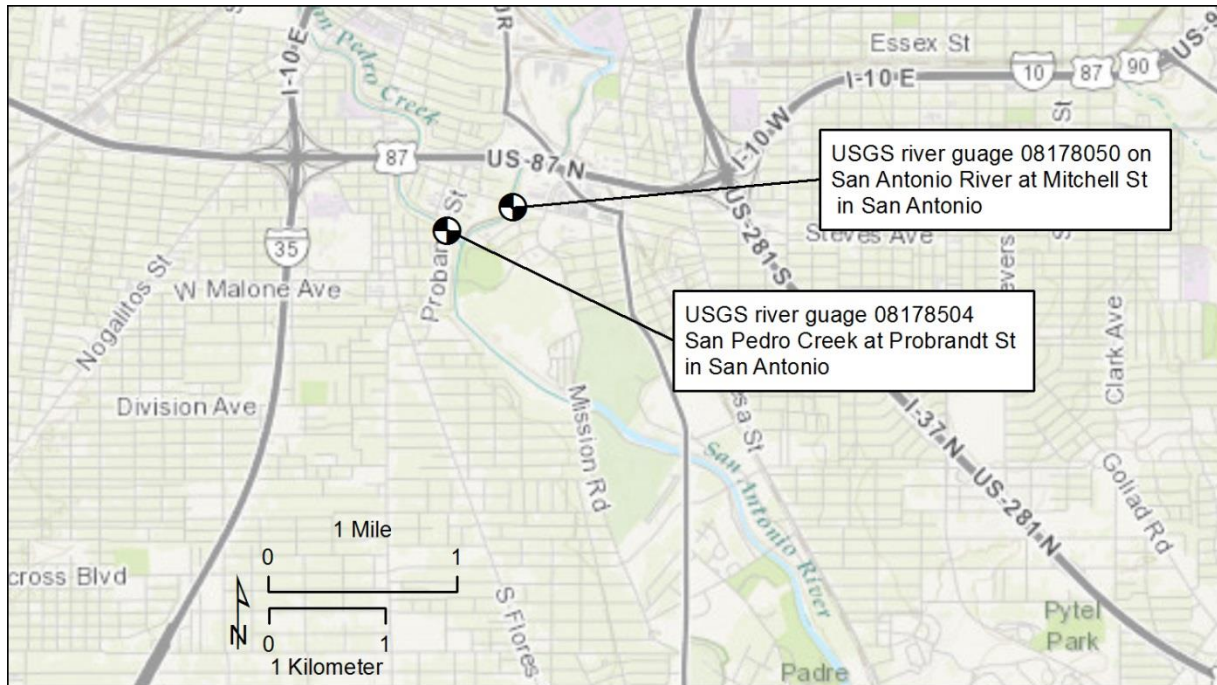 San Pedro Creek
I-10 E
Essex St
I-10 E
10
87
90
US-9
I-10 W
St
87
US-87 N
USGS river guage 08178050 on
San Antonio River at Mitchell St
in San Antonio
St
US-281 S
Steves Ave
35
W Malone Ave
Nogalitos St
USGS river guage 08178504
San Pedro Creek at Probrandt St
in San Antonio
Clark Ave
Division Ave
Mission Rd
San Antonio River
I-37 N
US-281 N
Goliad Rd
1 Mile
0
1
cross Blvd
N
0
1
1 Kilometer
S Flores
Pytel
Park
Padre